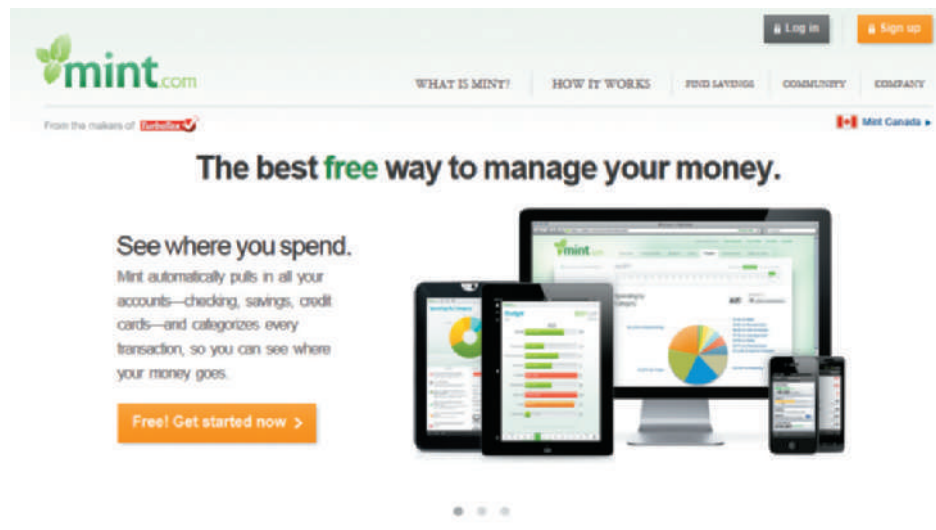 Log in
Sign up
mint.com
WHAT IS MINT?
HOW IT WORKS
FIND SAVINGS
COMMUNITY
COMPANY
From the makers of TurboTax
Mint Canada
The best free way to manage your money.
See where you spend.
Mint automatically pulls in all your
accounts—checking, savings, credit
cards—and categorizes every
transaction, so you can see where
your money goes.
Free! Get started now >
mint.com
Budget